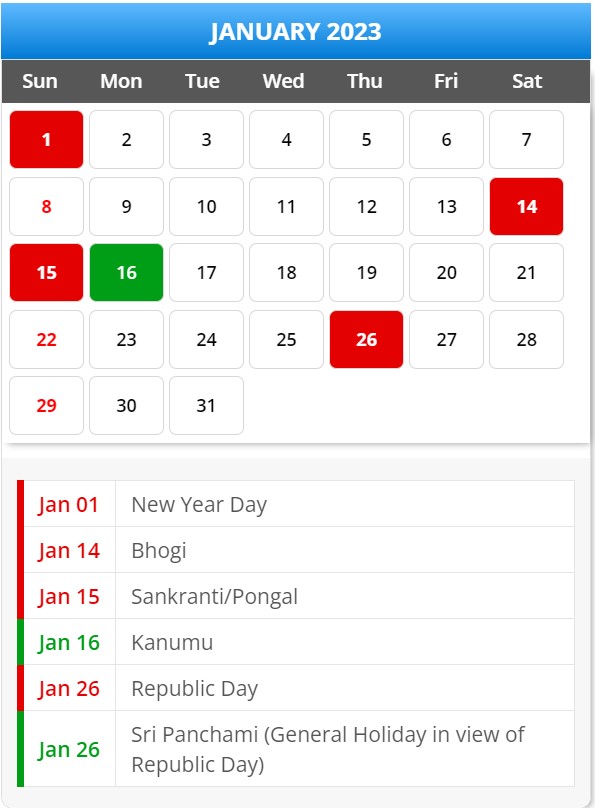 JANUARY 2023
Sun Mon Tue Wed Thu Fri Sat
1 2 3 4 5 6 7
8 9 10 11 12 13 14
15 16 17 18 19 20 21
22 23 24 25 26 27 28
29 30 31
Jan 01 New Year Day
Jan 14 Bhogi
Jan 15 Sankranti/Pongal
Jan 16 Kanumu
Jan 26 Republic Day
Jan 26 Sri Panchami (General Holiday in view of
Republic Day)